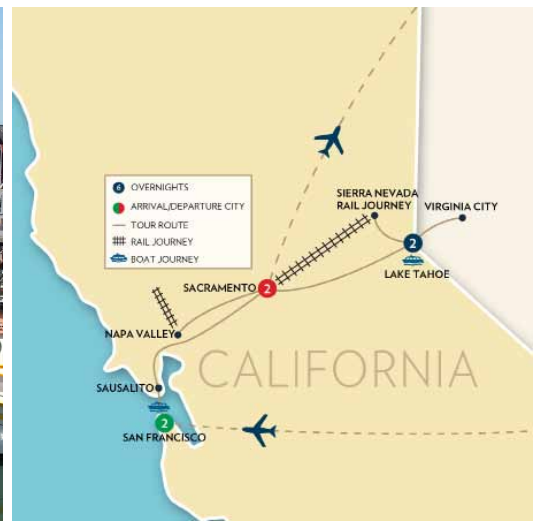 6 OVERNIGHTS
ARRIVAL/DEPARTURE CITY
TOUR ROUTE
RAIL JOURNEY
BOAT JOURNEY
SIERRA NEVADA
RAIL JOURNEY
VIRGINIA CITY
2
LAKE TAHOE
SACRAMENTO 2
NAPA VALLEY
CALIFORNIA
SAUSALITO
2
SAN FRANCISCO